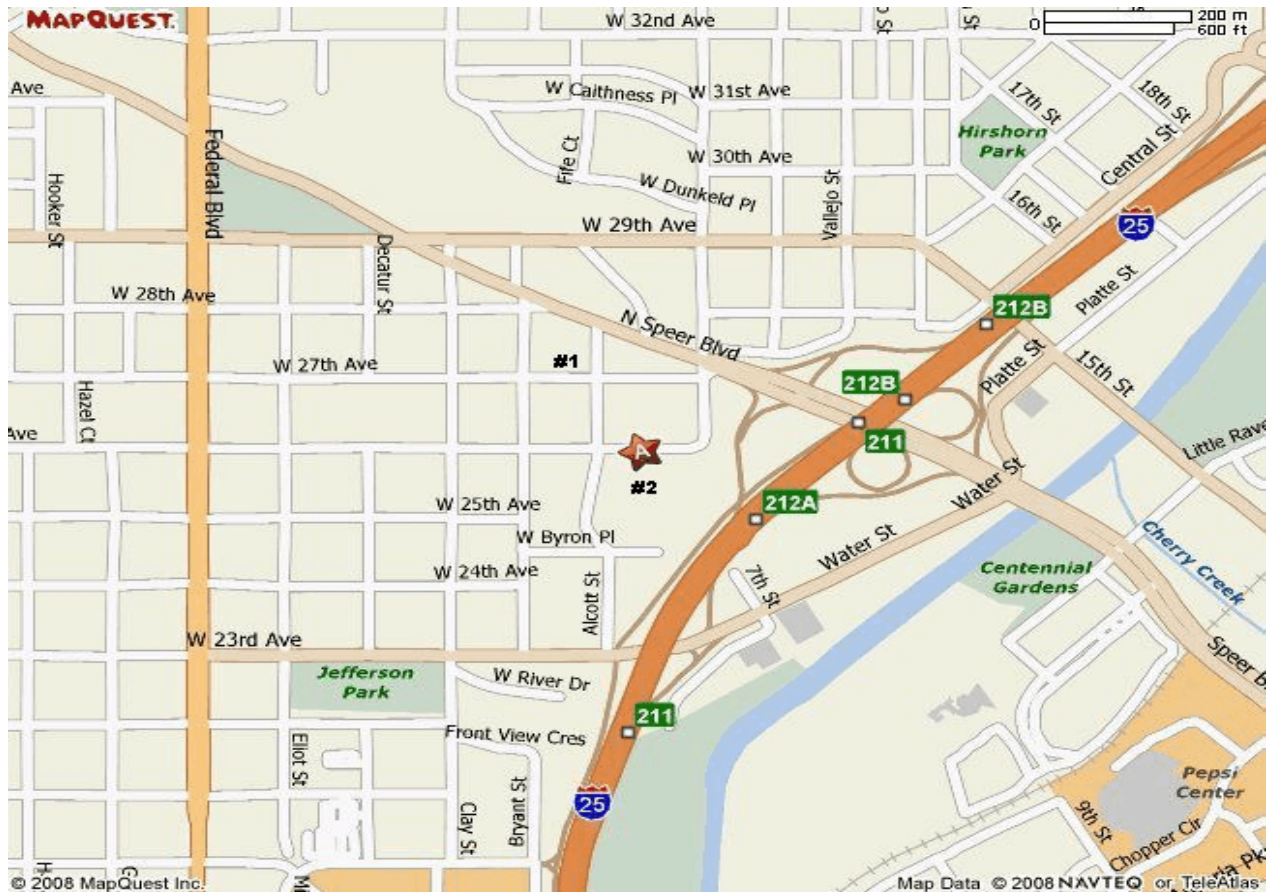 MAPQUEST.
W 32nd Ave
0
200 m
600 ft
Ave
W Caithness Pl
W 31st Ave
17th St
18th St
Hirshorn
Park
Central St
Federal Blvd
Fife Ct
W 30th Ave
W Dunkeld Pl
Vallejo St
16th St
Hooker St
W 29th Ave
25
Decatur St
W 28th Ave
Platte St
212B
N Speer Blvd
W 27th Ave
#1
Platte St
15th St
212B
Hazel Ct
Ave
A
211
Little Rave
#2
W 25th Ave
212A
Water St
Water St
W Byron Pl
Cherry Creek
W 24th Ave
7th St
Centennial
Gardens
Alcott St
W 23rd Ave
Speer B
Jefferson
Park
W River Dr
211
Front View Cres
Eliot St
Bryant St
Clay St
25
Pepsi
Center
9th St
Chopper Cir
© 2008 MapQuest Inc.
Map Data © 2008 NAVTEQ or TeleAtlas